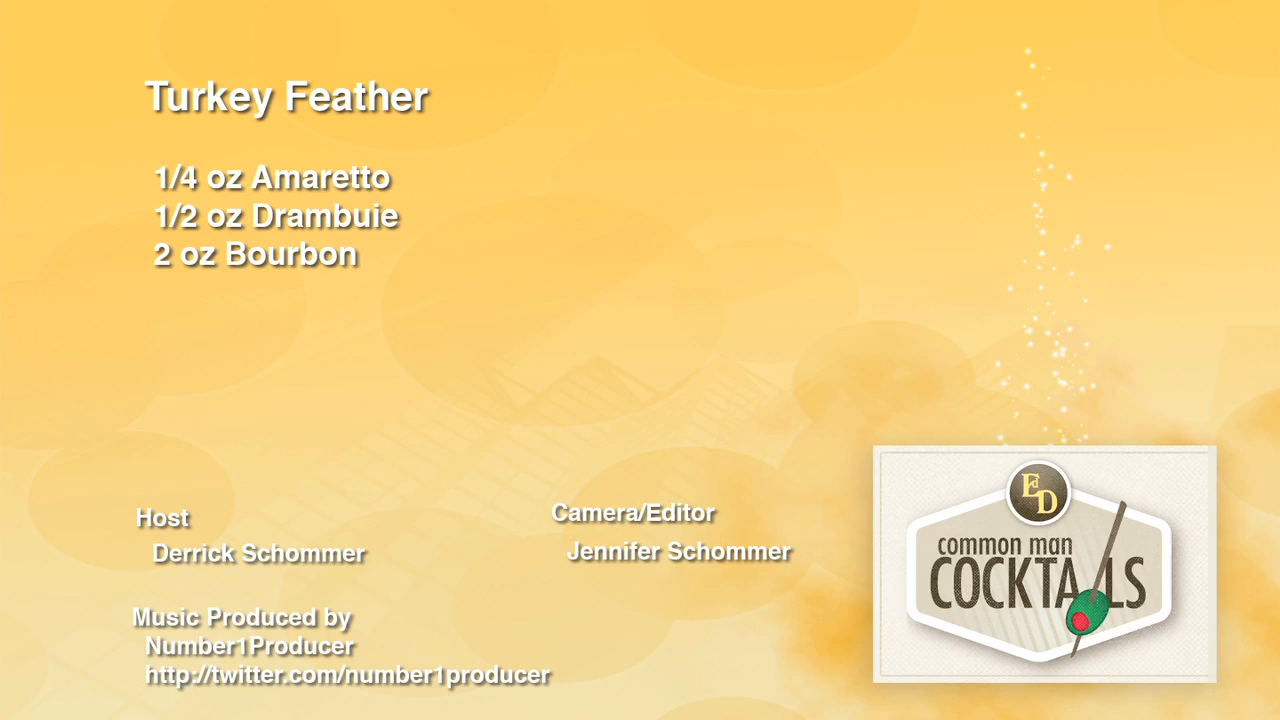 Turkey Feather
1/4 oz Amaretto
1/2 oz Drambuie
2 oz Bourbon
Host
Derrick Schommer
Camera/Editor
Jennifer Schommer
Music Produced by
Number1Producer
http://twitter.com/number1producer
EdD
common man
COCKTAILS